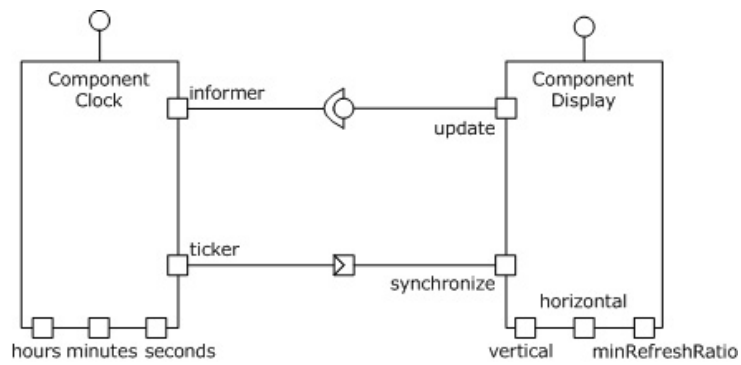 Component
Clock
informer
ticker
hours minutes seconds
Component
Display
update
synchronize
horizontal
vertical
minRefreshRatio